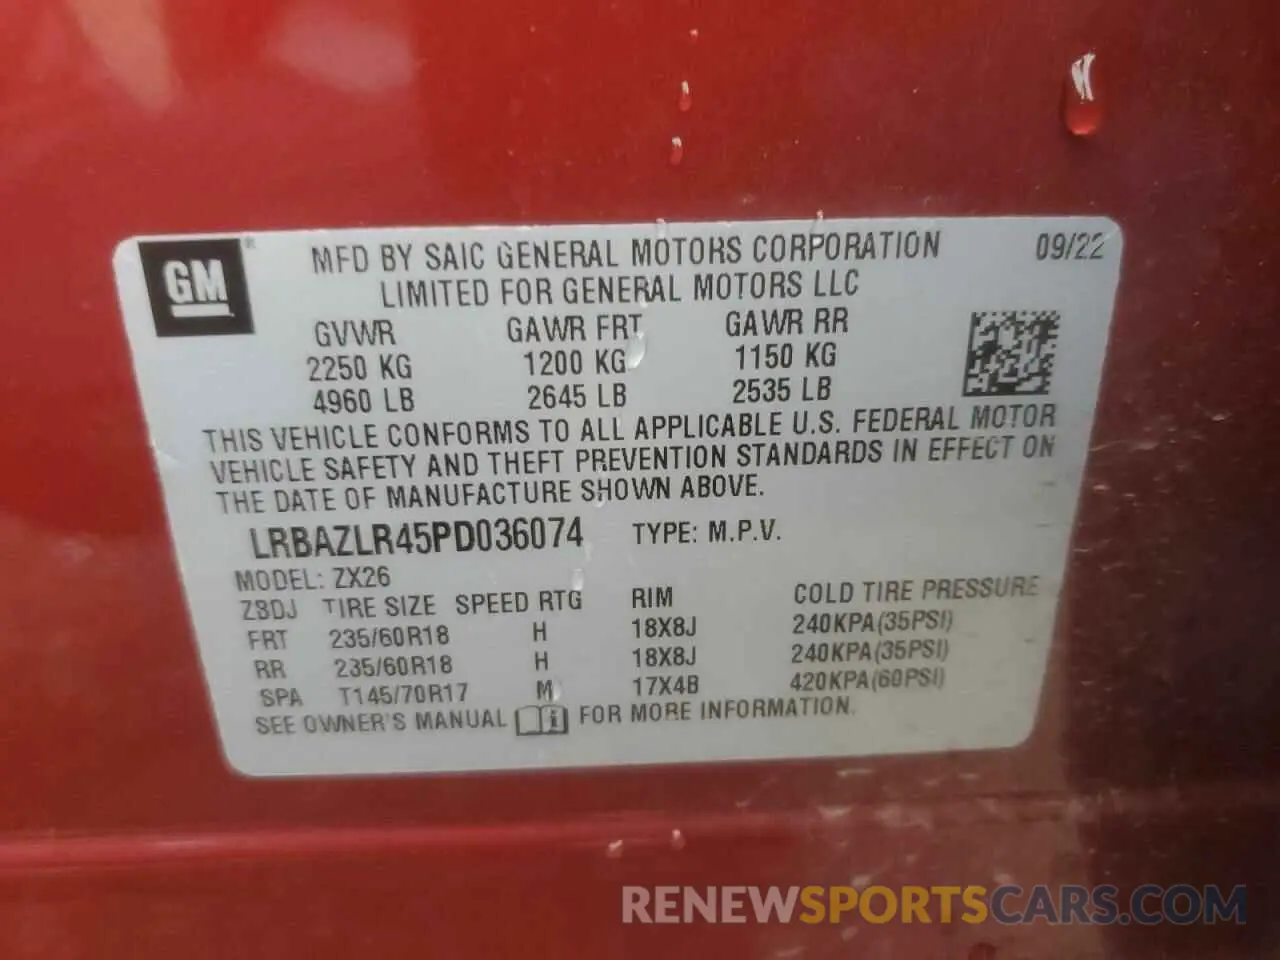 GM ® MFD BY SAIC GENERAL MOTORS CORPORATION 09/22
LIMITED FOR GENERAL MOTORS LLC
GVWR GAWR FRT GAWR RR
2250 KG 1200 KG 1150 KG
4960 LB 2645 LB 2535 LB
THIS VEHICLE CONFORMS TO ALL APPLICABLE U.S. FEDERAL MOTOR
VEHICLE SAFETY AND THEFT PREVENTION STANDARDS IN EFFECT ON
THE DATE OF MANUFACTURE SHOWN ABOVE.
LRBAZLR45PD036074 TYPE: M.P.V.
MODEL: ZX26
ZBDJ TIRE SIZE SPEED RTG RIM COLD TIRE PRESSURE
FRT 235/60R18 H 18X8J 240KPA(35PSI)
RR 235/60R18 H 18X8J 240KPA(35PSI)
SPA T145/70R17 M 17X4B 420KPA(60PSI)
SEE OWNER'S MANUAL i FOR MORE INFORMATION.
RENEWSPORTSCARS.COM